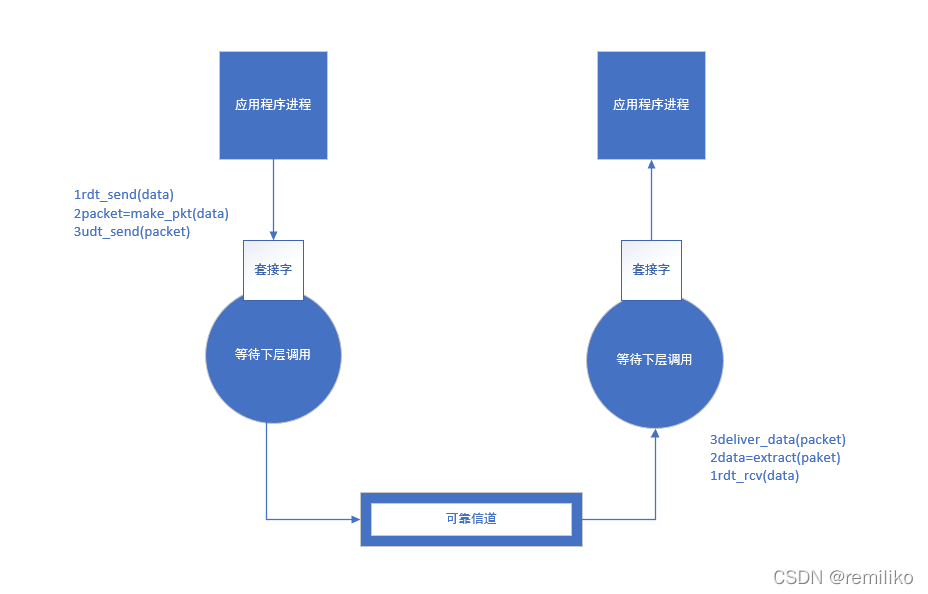 应用程序进程
应用程序进程
1rdt_send(data)
2packet=make_pkt(data)
3udt_send(packet)
套接字
套接字
等待下层调用
等待下层调用
3deliver_data(packet)
2data=extract(paket)
1rdt_rcv(data)
可靠信道
CSDN @remiliko